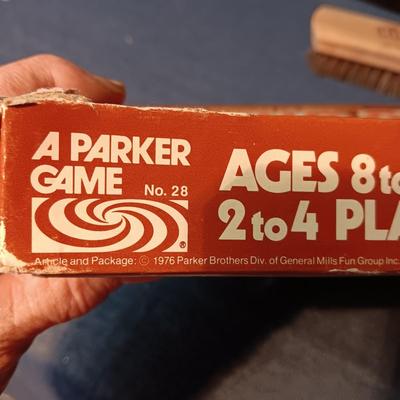 A PARKER
GAME No. 28
®
AGES 8 to
2 to 4 PLA
Article and Package: © 1976 Parker Brothers Div. of General Mills Fun Group Inc.